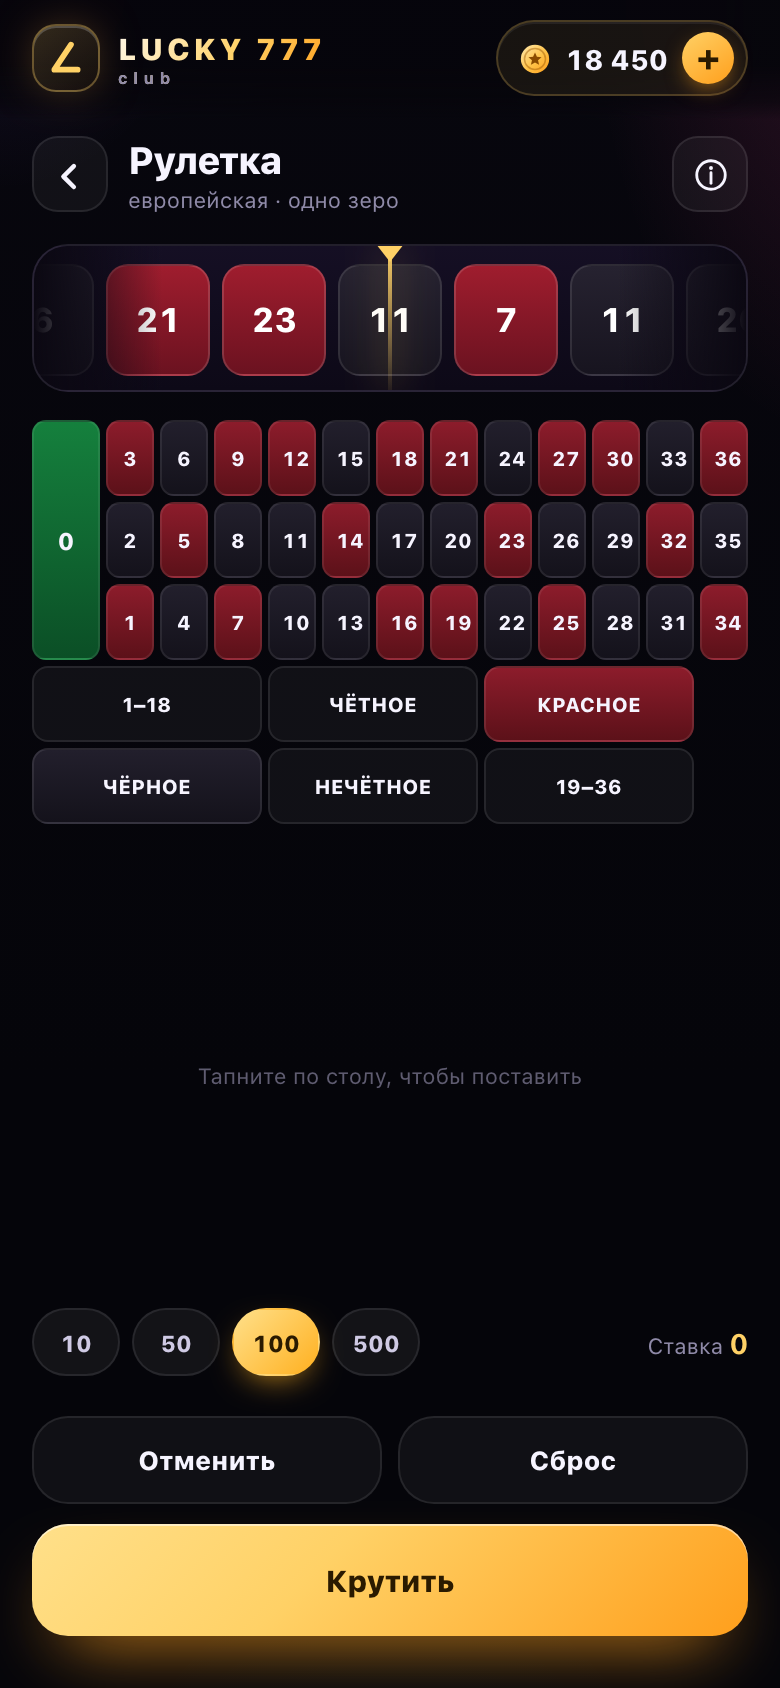 LUCKY 777
club
18 450
Рулетка
европейская · одно зеро
21 23 11 7 11
3 6 9 12 15 18 21 24 27 30 33 36
0
2 5 8 11 14 17 20 23 26 29 32 35
1 4 7 10 13 16 19 22 25 28 31 34
1–18 ЧЁТНОЕ КРАСНОЕ
ЧЁРНОЕ НЕЧЁТНОЕ 19–36
Тапните по столу, чтобы поставить
10 50 100 500
Ставка 0
Отменить Сброс
Крутить